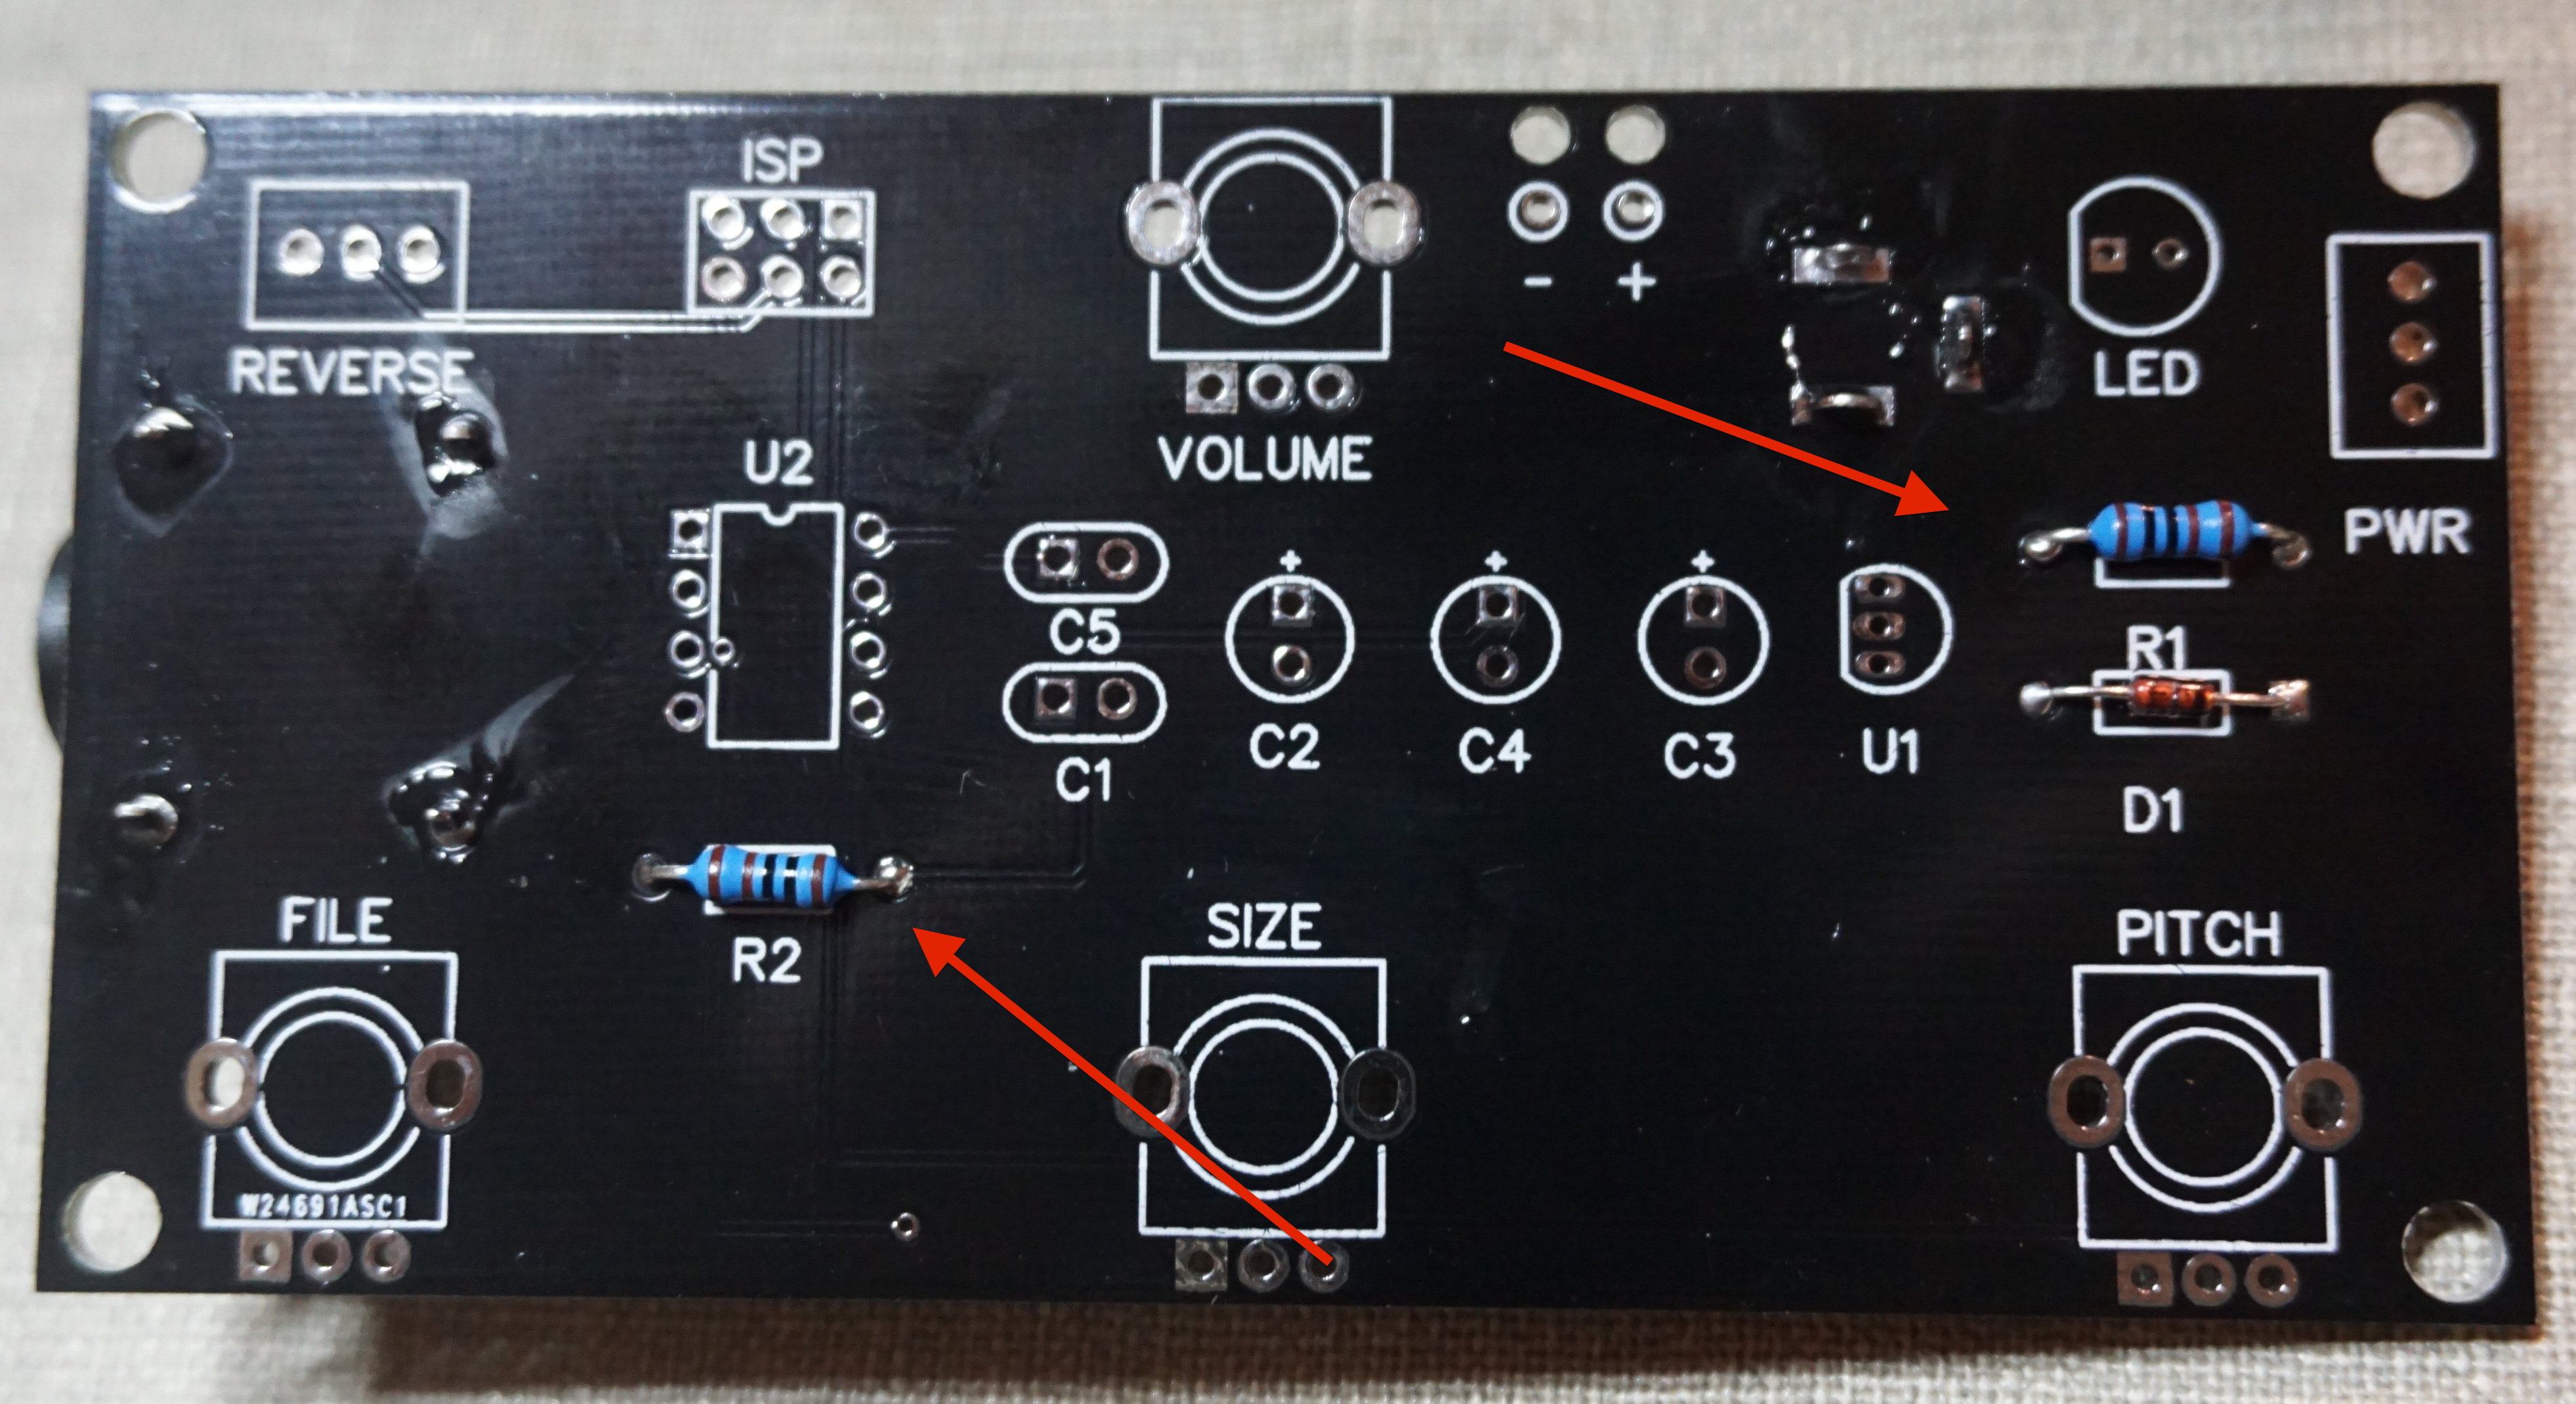 ISP
- +
REVERSE
LED
VOLUME
U2
PWR
+ + +
C5
R1
C2 C4 C3 U1
C1
D1
FILE
SIZE
PITCH
R2
W24691ASC1